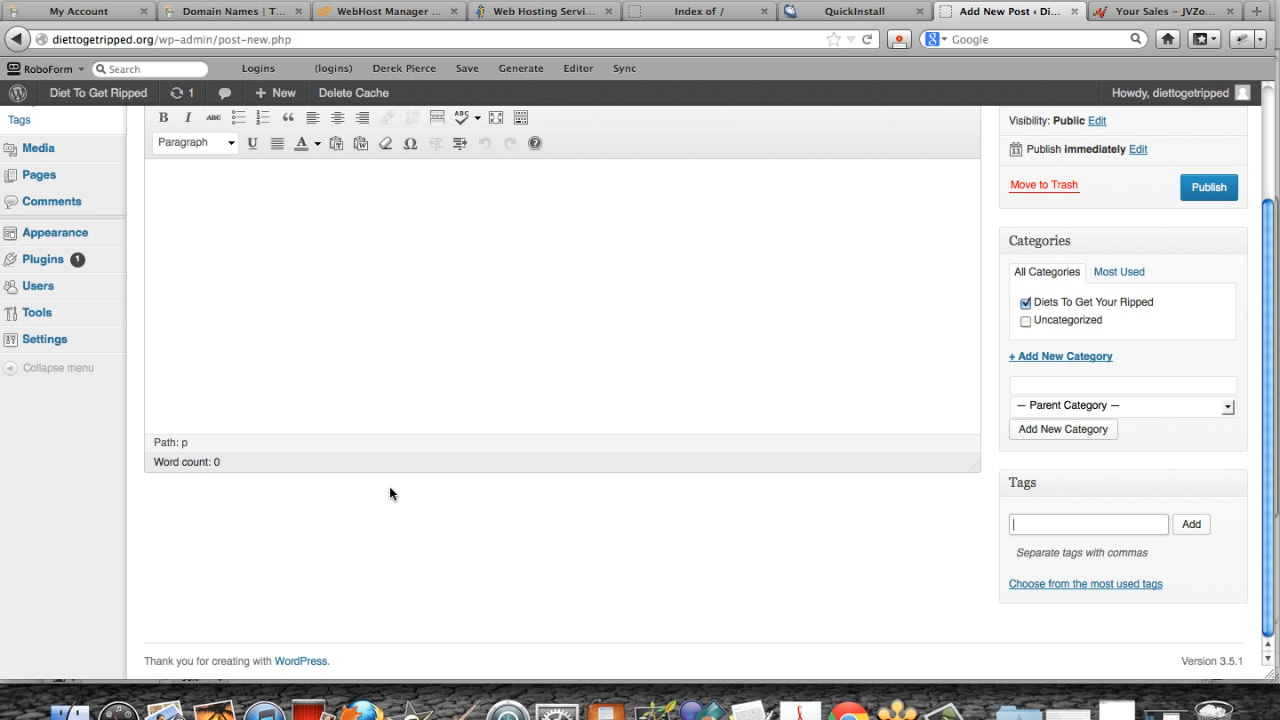 My Account
Domain Names | T...
WebHost Manager ...
Web Hosting Servi...
Index of /
QuickInstall
Add New Post ‹ Di...
Your Sales – JVZo...
diettogetripped.org/wp-admin/post-new.php
Google
RoboForm
Search
Logins
(logins)
Derek Pierce
Save
Generate
Editor
Sync
Diet To Get Ripped
1
+ New
Delete Cache
Howdy, diettogetripped
Tags
Media
Pages
Comments
Appearance
Plugins 1
Users
Tools
Settings
Collapse menu
B I ABC
ABC
Paragraph
U A
Path: p
Word count: 0
Visibility: Public Edit
Publish immediately Edit
Move to Trash
Publish
Categories
All Categories
Most Used
Diets To Get Your Ripped
Uncategorized
+ Add New Category
— Parent Category —
Add New Category
Tags
Add
Separate tags with commas
Choose from the most used tags
Thank you for creating with WordPress.
Version 3.5.1